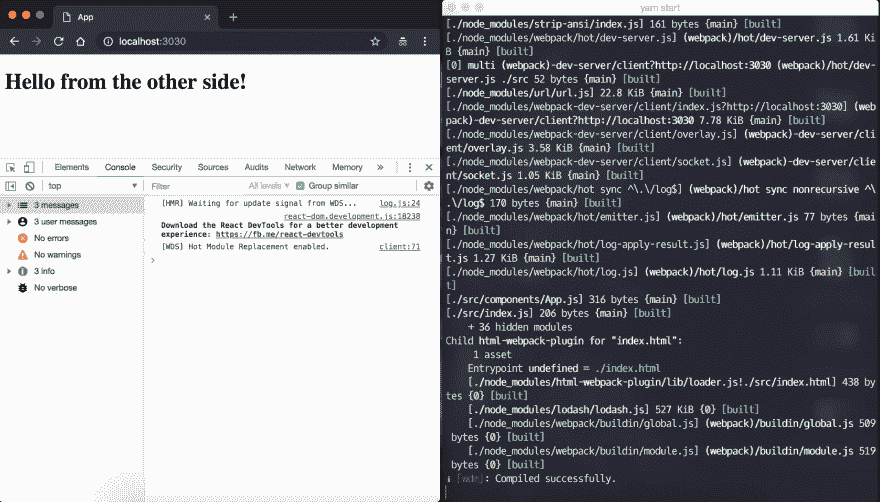 App
localhost:3030
Hello from the other side!
Elements Console Security Sources Audits Network Memory »
top Filter All levels Group similar
3 messages
3 user messages
No errors
No warnings
3 info
No verbose
[HMR] Waiting for update signal from WDS... log.js:24
react-dom.development.js:18238
Download the React DevTools for a better development
experience: https://fb.me/react-devtools
[WDS] Hot Module Replacement enabled. client:71
>
yarn start
[./node_modules/strip-ansi/index.js] 161 bytes {main} [built]
[./node_modules/webpack/hot/dev-server.js] (webpack)/hot/dev-server.js 1.61 Ki
B {main} [built]
[0] multi (webpack)-dev-server/client?http://localhost:3030 (webpack)/hot/dev-
server.js ./src 52 bytes {main} [built]
[./node_modules/url/url.js] 22.8 KiB {main} [built]
[./node_modules/webpack-dev-server/client/index.js?http://localhost:3030] (web
pack)-dev-server/client?http://localhost:3030 7.78 KiB {main} [built]
[./node_modules/webpack-dev-server/client/overlay.js] (webpack)-dev-server/cli
ent/overlay.js 3.58 KiB {main} [built]
[./node_modules/webpack-dev-server/client/socket.js] (webpack)-dev-server/clie
nt/socket.js 1.05 KiB {main} [built]
[./node_modules/webpack/hot sync ^\.\/log$] (webpack)/hot sync nonrecursive ^\
.\/log$ 170 bytes {main} [built]
[./node_modules/webpack/hot/emitter.js] (webpack)/hot/emitter.js 77 bytes {mai
n} [built]
[./node_modules/webpack/hot/log-apply-result.js] (webpack)/hot/log-apply-resul
t.js 1.27 KiB {main} [built]
[./node_modules/webpack/hot/log.js] (webpack)/hot/log.js 1.11 KiB {main} [buil
t]
[./src/components/App.js] 316 bytes {main} [built]
[./src/index.js] 206 bytes {main} [built]
+ 36 hidden modules
Child html-webpack-plugin for "index.html":
1 asset
Entrypoint undefined = ./index.html
[./node_modules/html-webpack-plugin/lib/loader.js!./src/index.html] 438 by
tes {0} [built]
[./node_modules/lodash/lodash.js] 527 KiB {0} [built]
[./node_modules/webpack/buildin/global.js] (webpack)/buildin/global.js 509
bytes {0} [built]
[./node_modules/webpack/buildin/module.js] (webpack)/buildin/module.js 519
bytes {0} [built]
ℹ [wdm]: Compiled successfully.